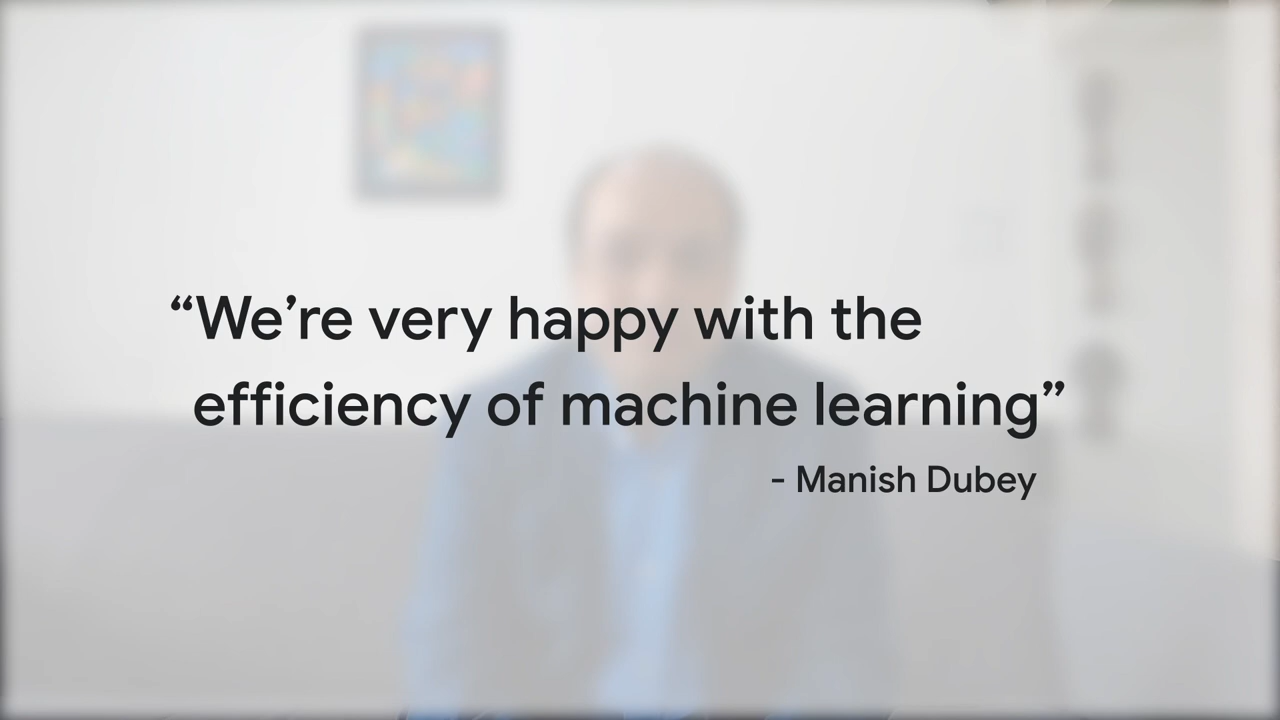 “We’re very happy with the
efficiency of machine learning”
- Manish Dubey